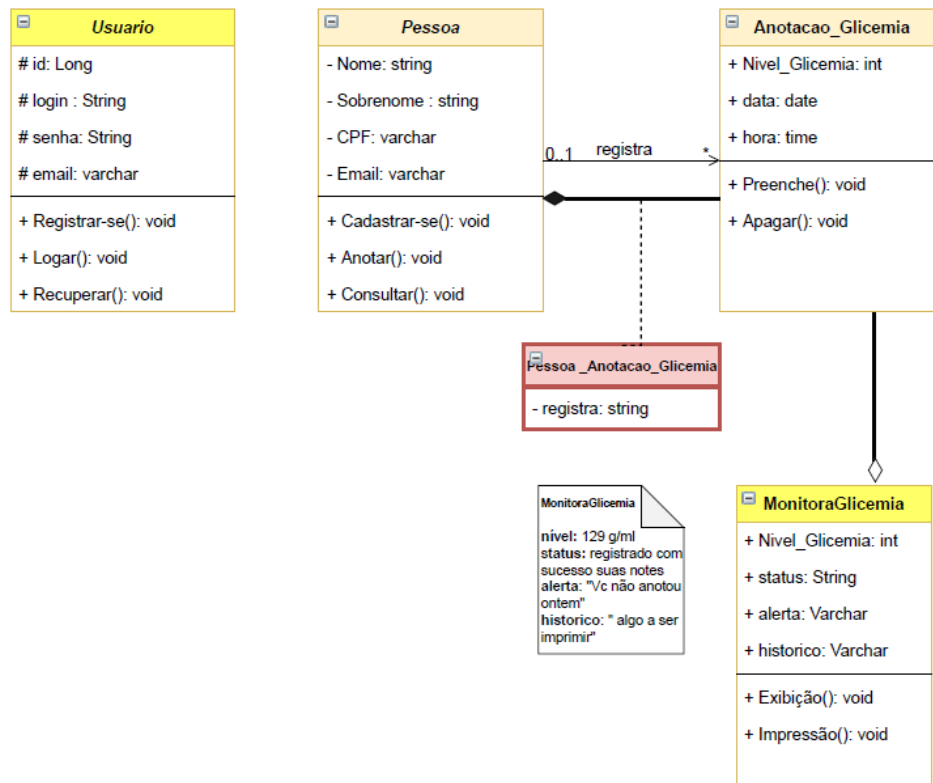 Usuario
# id: Long
# login : String
# senha: String
# email: varchar
+ Registrar-se(): void
+ Logar(): void
+ Recuperar(): void
Pessoa
- Nome: string
- Sobrenome : string
- CPF: varchar
- Email: varchar
+ Cadastrar-se(): void
+ Anotar(): void
+ Consultar(): void
0..1 registra *
Anotacao_Glicemia
+ Nivel_Glicemia: int
+ data: date
+ hora: time
+ Preenche(): void
+ Apagar(): void
Pessoa _Anotacao_Glicemia
- registra: string
MonitoraGlicemia
nível: 129 g/ml
status: registrado com
sucesso suas notes
alerta: "Vc não anotou
ontem"
historico: " algo a ser
imprimir"
MonitoraGlicemia
+ Nivel_Glicemia: int
+ status: String
+ alerta: Varchar
+ historico: Varchar
+ Exibição(): void
+ Impressão(): void